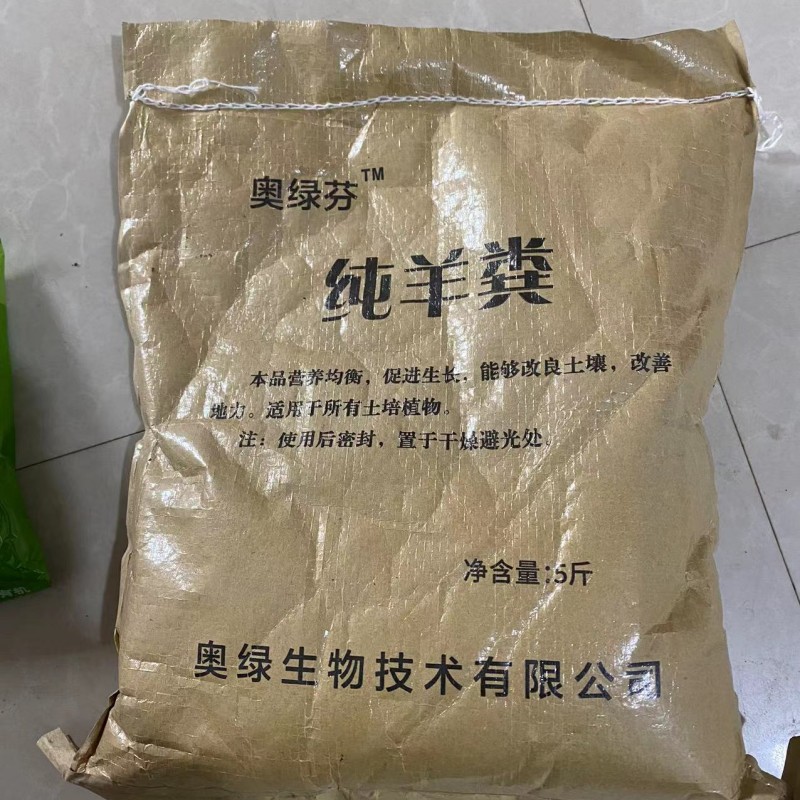 奥绿芬™
纯羊粪
本品营养均衡，促进生长，能够改良土壤，改善
地力。适用于所有土培植物。
注：使用后密封，置于干燥避光处。
净含量：5斤
奥绿生物技术有限公司